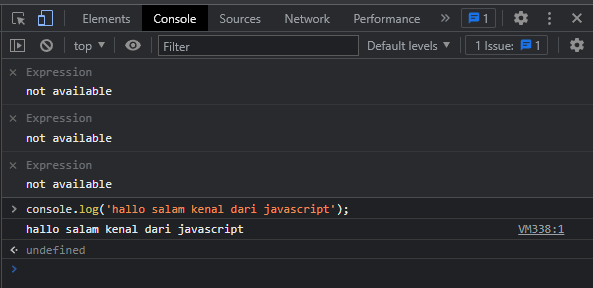 Elements Console Sources Network Performance 1
top Filter Default levels 1 Issue: 1
Expression
not available
Expression
not available
Expression
not available
console.log('hallo salam kenal dari javascript');
hallo salam kenal dari javascript VM338:1
undefined